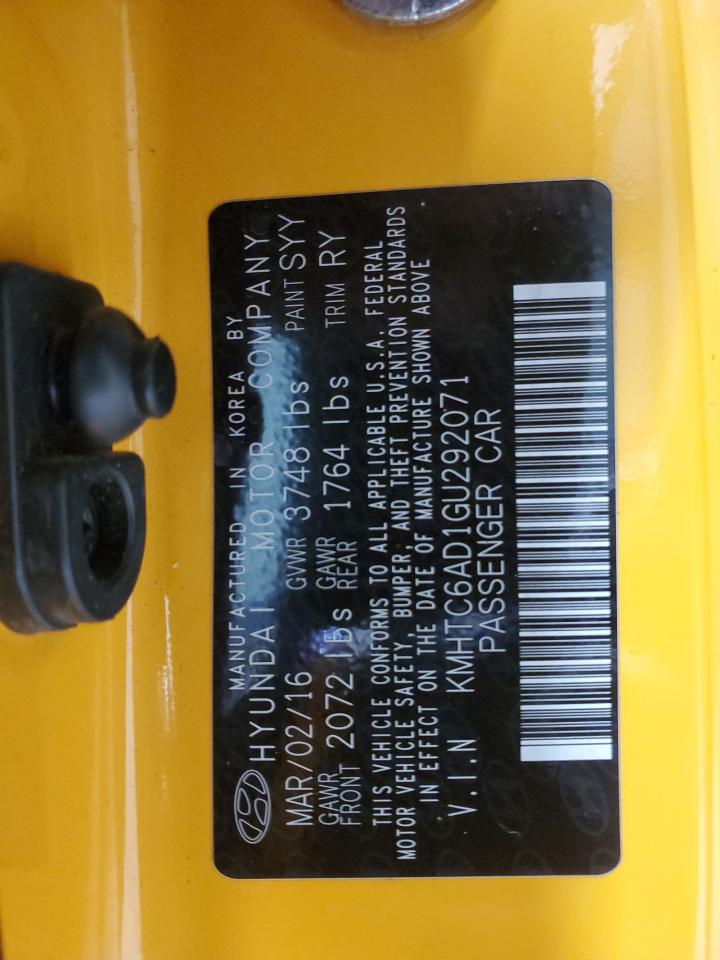 MANUFACTURED IN KOREA BY
HYUNDAI MOTOR COMPANY
MAR/02/16 GVWR 3748 lbs PAINT SYY
GAWR FRONT 2072 lbs GAWR REAR 1764 lbs TRIM RY
THIS VEHICLE CONFORMS TO ALL APPLICABLE U.S.A. FEDERAL
MOTOR VEHICLE SAFETY, BUMPER, AND THEFT PREVENTION STANDARDS
IN EFFECT ON THE DATE OF MANUFACTURE SHOWN ABOVE
V.I.N KMHTC6AD1GU292071
PASSENGER CAR